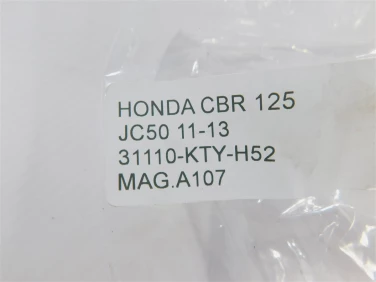 HONDA CBR 125
JC50 11-13
31110-KTY-H52
MAG.A107